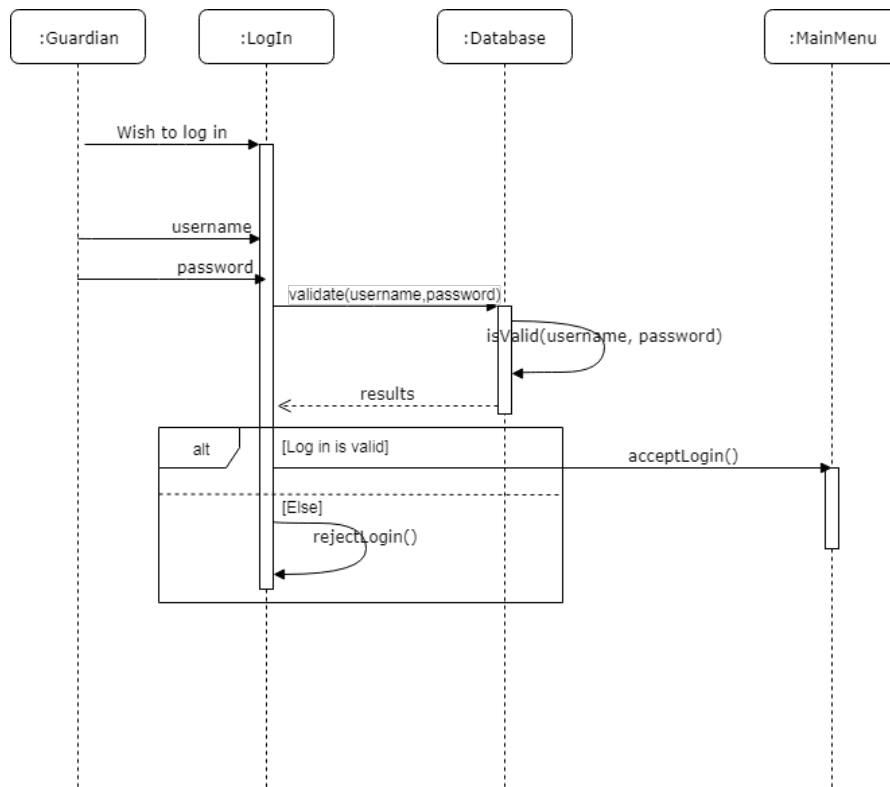 :Guardian
:LogIn
:Database
:MainMenu
Wish to log in
username
password
validate(username,password)
isValid(username, password)
results
alt
[Log in is valid]
acceptLogin()
[Else]
rejectLogin()